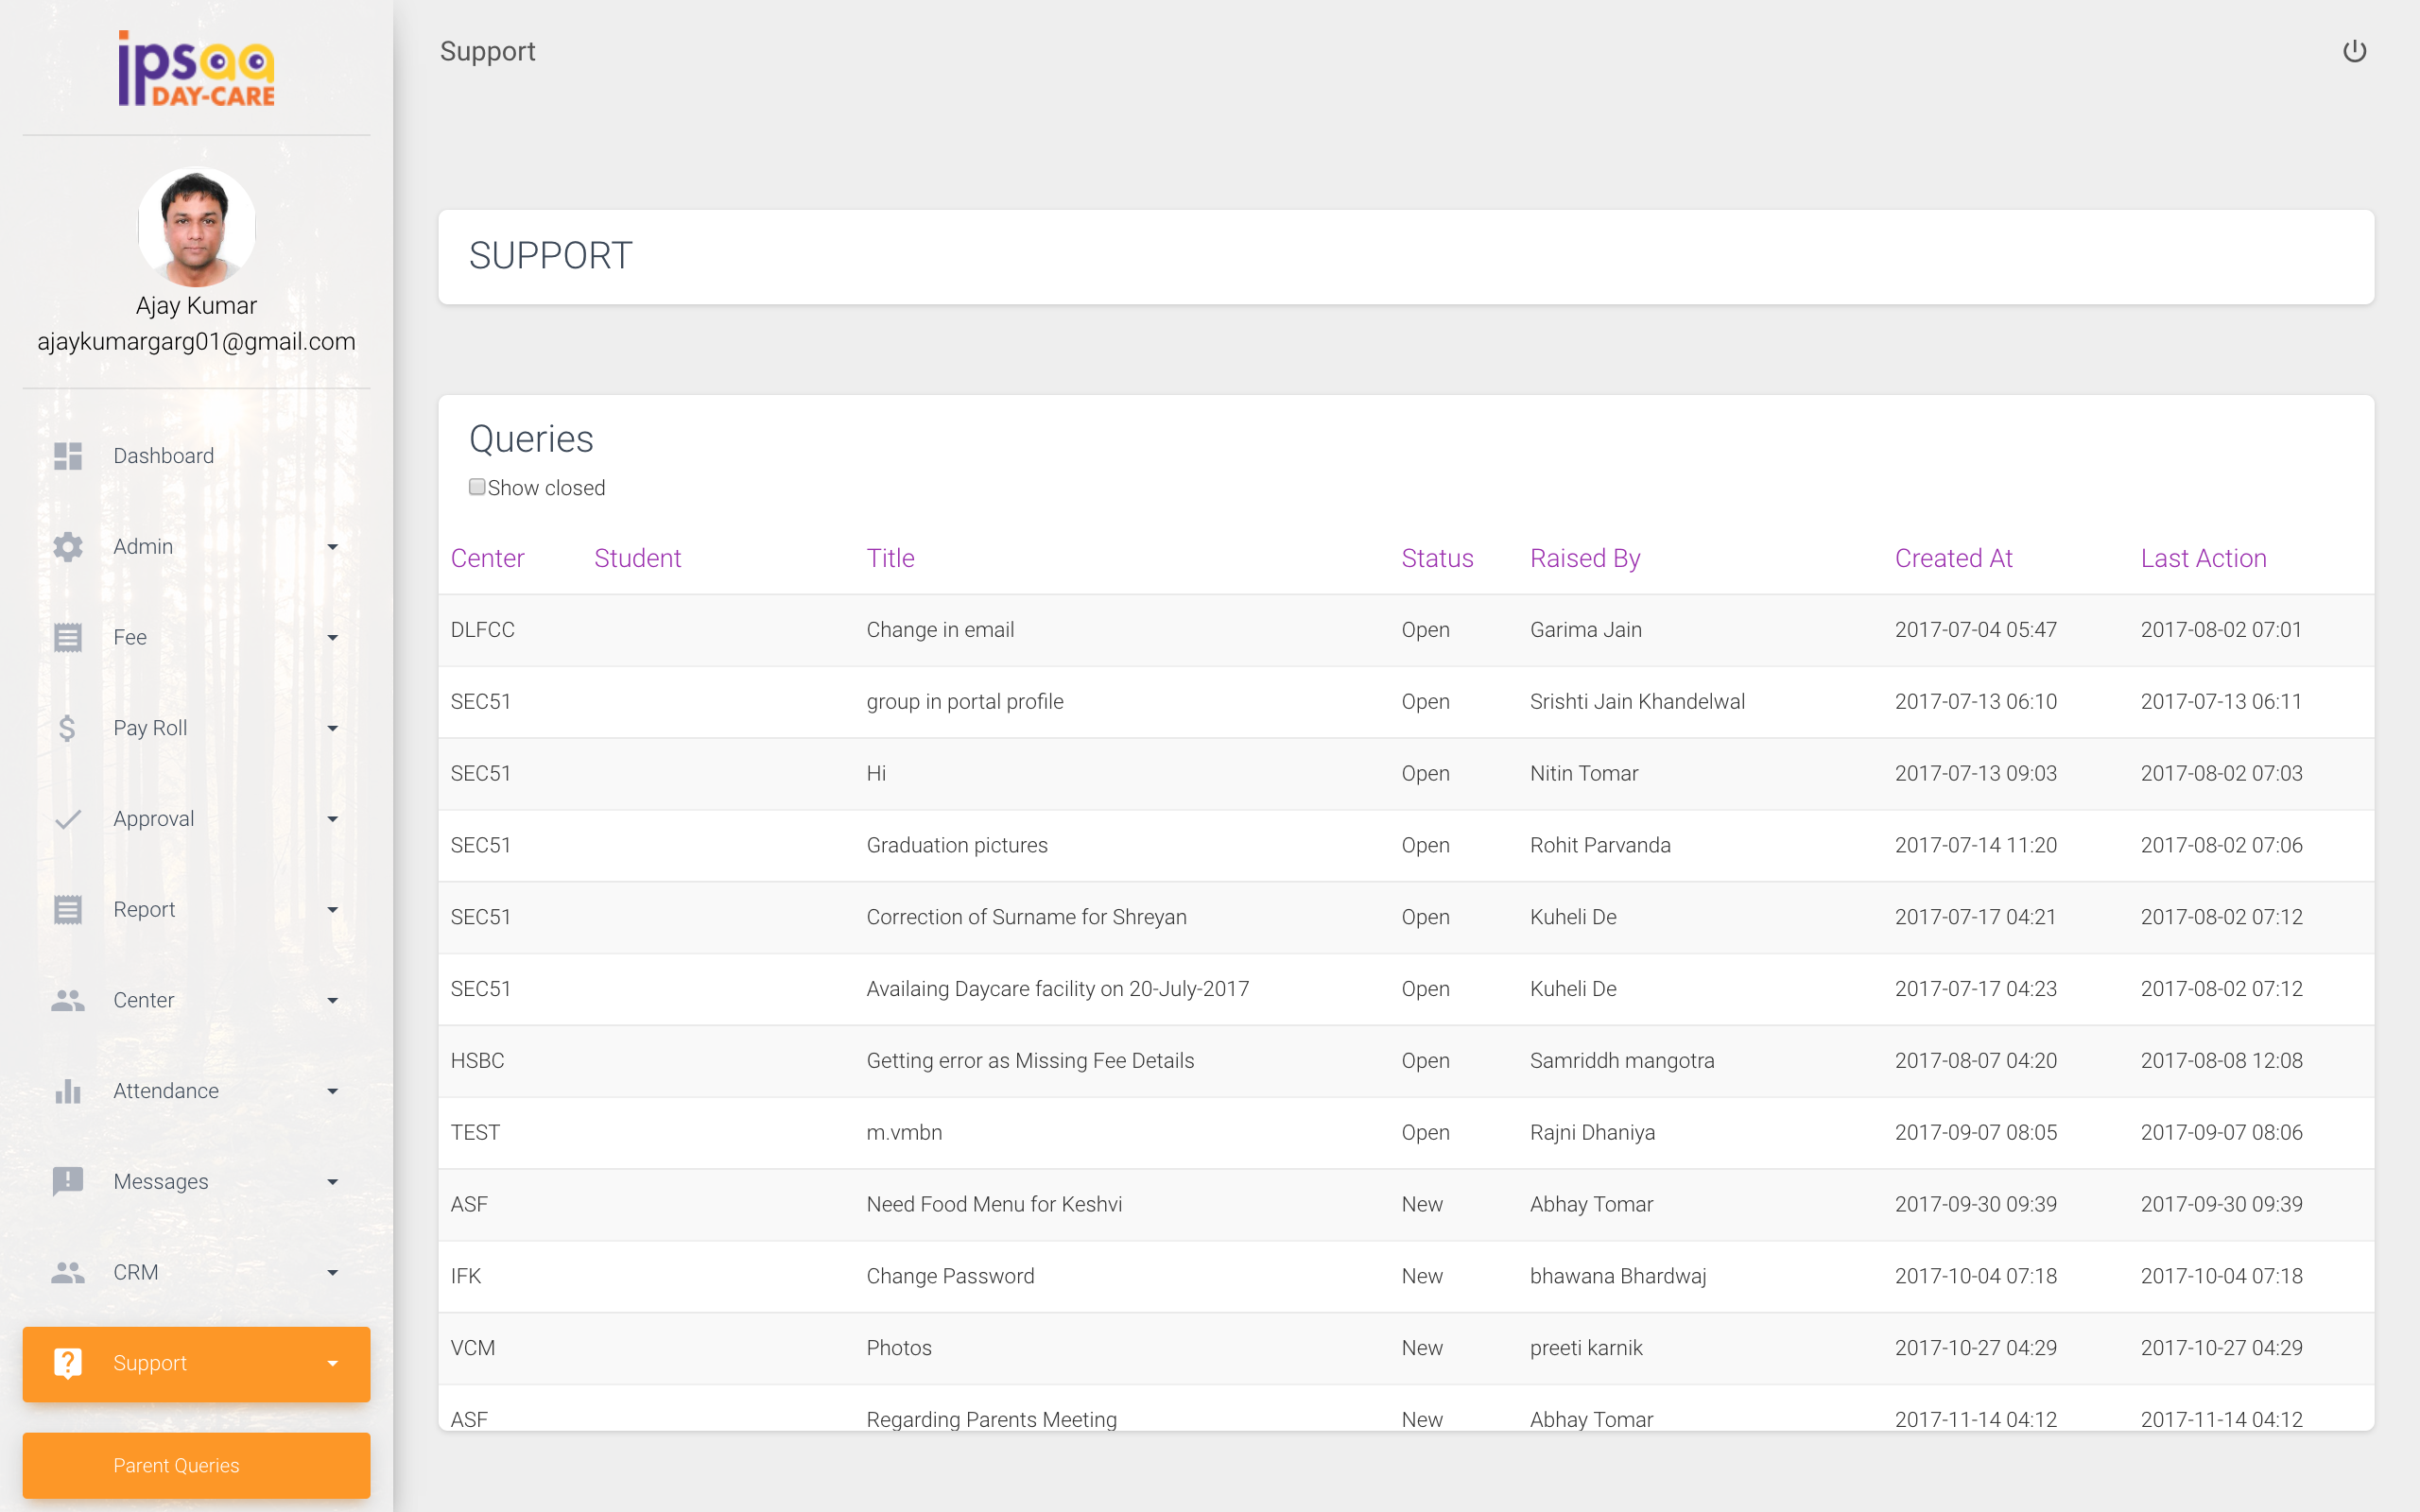 ipsaa
DAY-CARE
Ajay Kumar
ajaykumargarg01@gmail.com
Dashboard
Admin
Fee
Pay Roll
Approval
Report
Center
Attendance
Messages
CRM
Support
Parent Queries
Support
SUPPORT
Queries
Show closed
Center Student Title Status Raised By Created At Last Action
DLFCC Change in email Open Garima Jain 2017-07-04 05:47 2017-08-02 07:01
SEC51 group in portal profile Open Srishti Jain Khandelwal 2017-07-13 06:10 2017-07-13 06:11
SEC51 Hi Open Nitin Tomar 2017-07-13 09:03 2017-08-02 07:03
SEC51 Graduation pictures Open Rohit Parvanda 2017-07-14 11:20 2017-08-02 07:06
SEC51 Correction of Surname for Shreyan Open Kuheli De 2017-07-17 04:21 2017-08-02 07:12
SEC51 Availaing Daycare facility on 20-July-2017 Open Kuheli De 2017-07-17 04:23 2017-08-02 07:12
HSBC Getting error as Missing Fee Details Open Samriddh mangotra 2017-08-07 04:20 2017-08-08 12:08
TEST m.vmbn Open Rajni Dhaniya 2017-09-07 08:05 2017-09-07 08:06
ASF Need Food Menu for Keshvi New Abhay Tomar 2017-09-30 09:39 2017-09-30 09:39
IFK Change Password New bhawana Bhardwaj 2017-10-04 07:18 2017-10-04 07:18
VCM Photos New preeti karnik 2017-10-27 04:29 2017-10-27 04:29
ASF Regarding Parents Meeting New Abhay Tomar 2017-11-14 04:12 2017-11-14 04:12